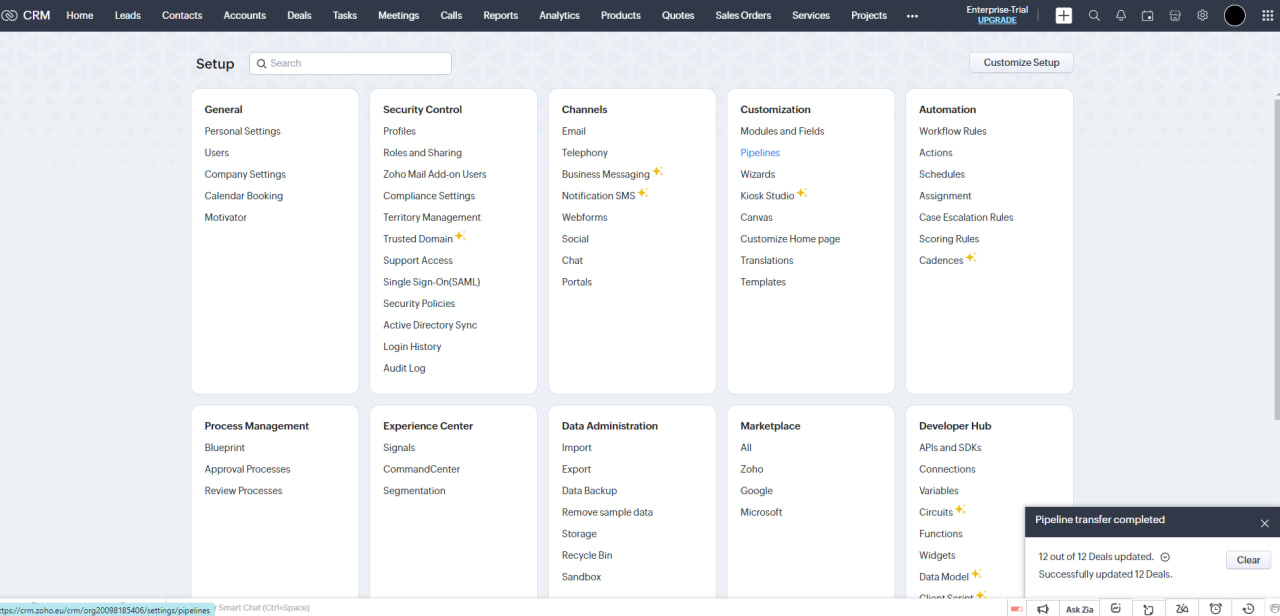 CRM Home Leads Contacts Accounts Deals Tasks Meetings Calls Reports Analytics Products Quotes Sales Orders Services Projects •••
Enterprise-Trial
UPGRADE
Setup
Search
Customize Setup
General
Personal Settings
Users
Company Settings
Calendar Booking
Motivator
Security Control
Profiles
Roles and Sharing
Zoho Mail Add-on Users
Compliance Settings
Territory Management
Trusted Domain
Support Access
Single Sign-On(SAML)
Security Policies
Active Directory Sync
Login History
Audit Log
Channels
Email
Telephony
Business Messaging
Notification SMS
Webforms
Social
Chat
Portals
Customization
Modules and Fields
Pipelines
Wizards
Kiosk Studio
Canvas
Customize Home page
Translations
Templates
Automation
Workflow Rules
Actions
Schedules
Assignment
Case Escalation Rules
Scoring Rules
Cadences
Process Management
Blueprint
Approval Processes
Review Processes
Experience Center
Signals
CommandCenter
Segmentation
Data Administration
Import
Export
Data Backup
Remove sample data
Storage
Recycle Bin
Sandbox
Marketplace
All
Zoho
Google
Microsoft
Developer Hub
APIs and SDKs
Connections
Variables
Circuits
Functions
Widgets
Data Model
Client Script
Pipeline transfer completed
12 out of 12 Deals updated.
Successfully updated 12 Deals.
Clear
ttps://crm.zoho.eu/crm/org20098185406/settings/pipelines
r Smart Chat (Ctrl+Space)
Ask Zia